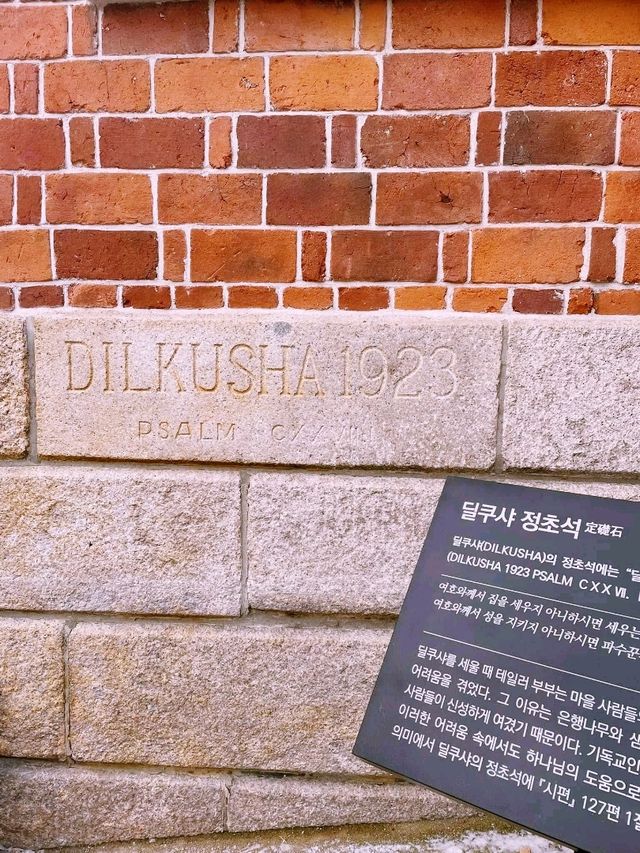 DILKUSHA 1923
PSALM CXXVII.
딜쿠샤 정초석 定礎石
딜쿠샤(DILKUSHA)의 정초석에는
(DILKUSHA 1923 PSALM CXXⅦ.
여호와께서 집을 세우지 아니하시면 세우는
여호와께서 성을 지키지 아니하시면 파수꾼
딜쿠샤를 세울 때 테일러 부부는 마을 사람들
어려움을 겪었다. 그 이유는 은행나무와 샘
사람들이 신성하게 여겼기 때문이다. 기독교인
이러한 어려움 속에서도 하나님의 도움으로
의미에서 딜쿠샤의 정초석에 『시편』 127편 1절